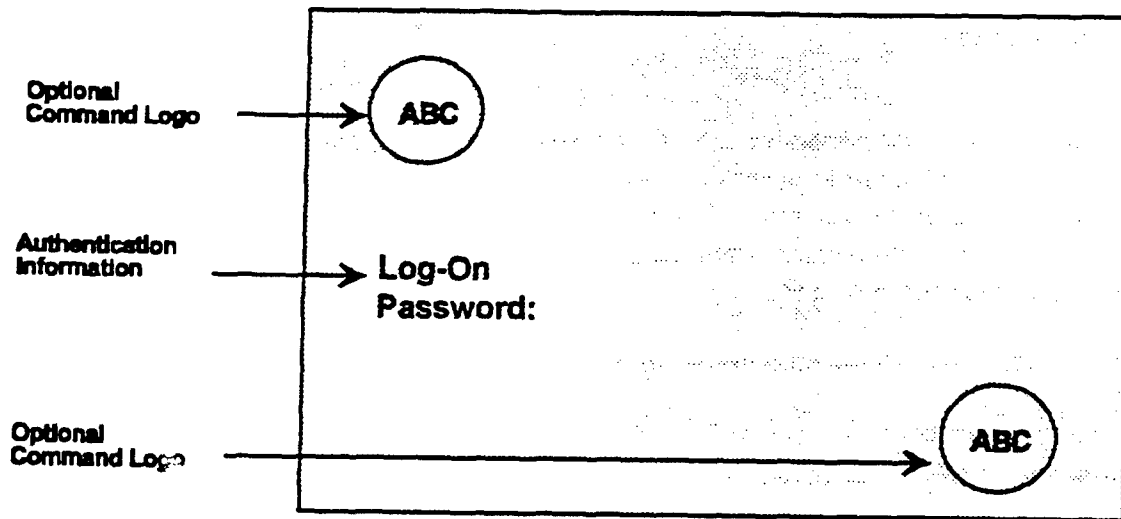 Optional
Command Logo
ABC
Authentication
Information
Log-On
Password:
Optional
Command Logo
ABC